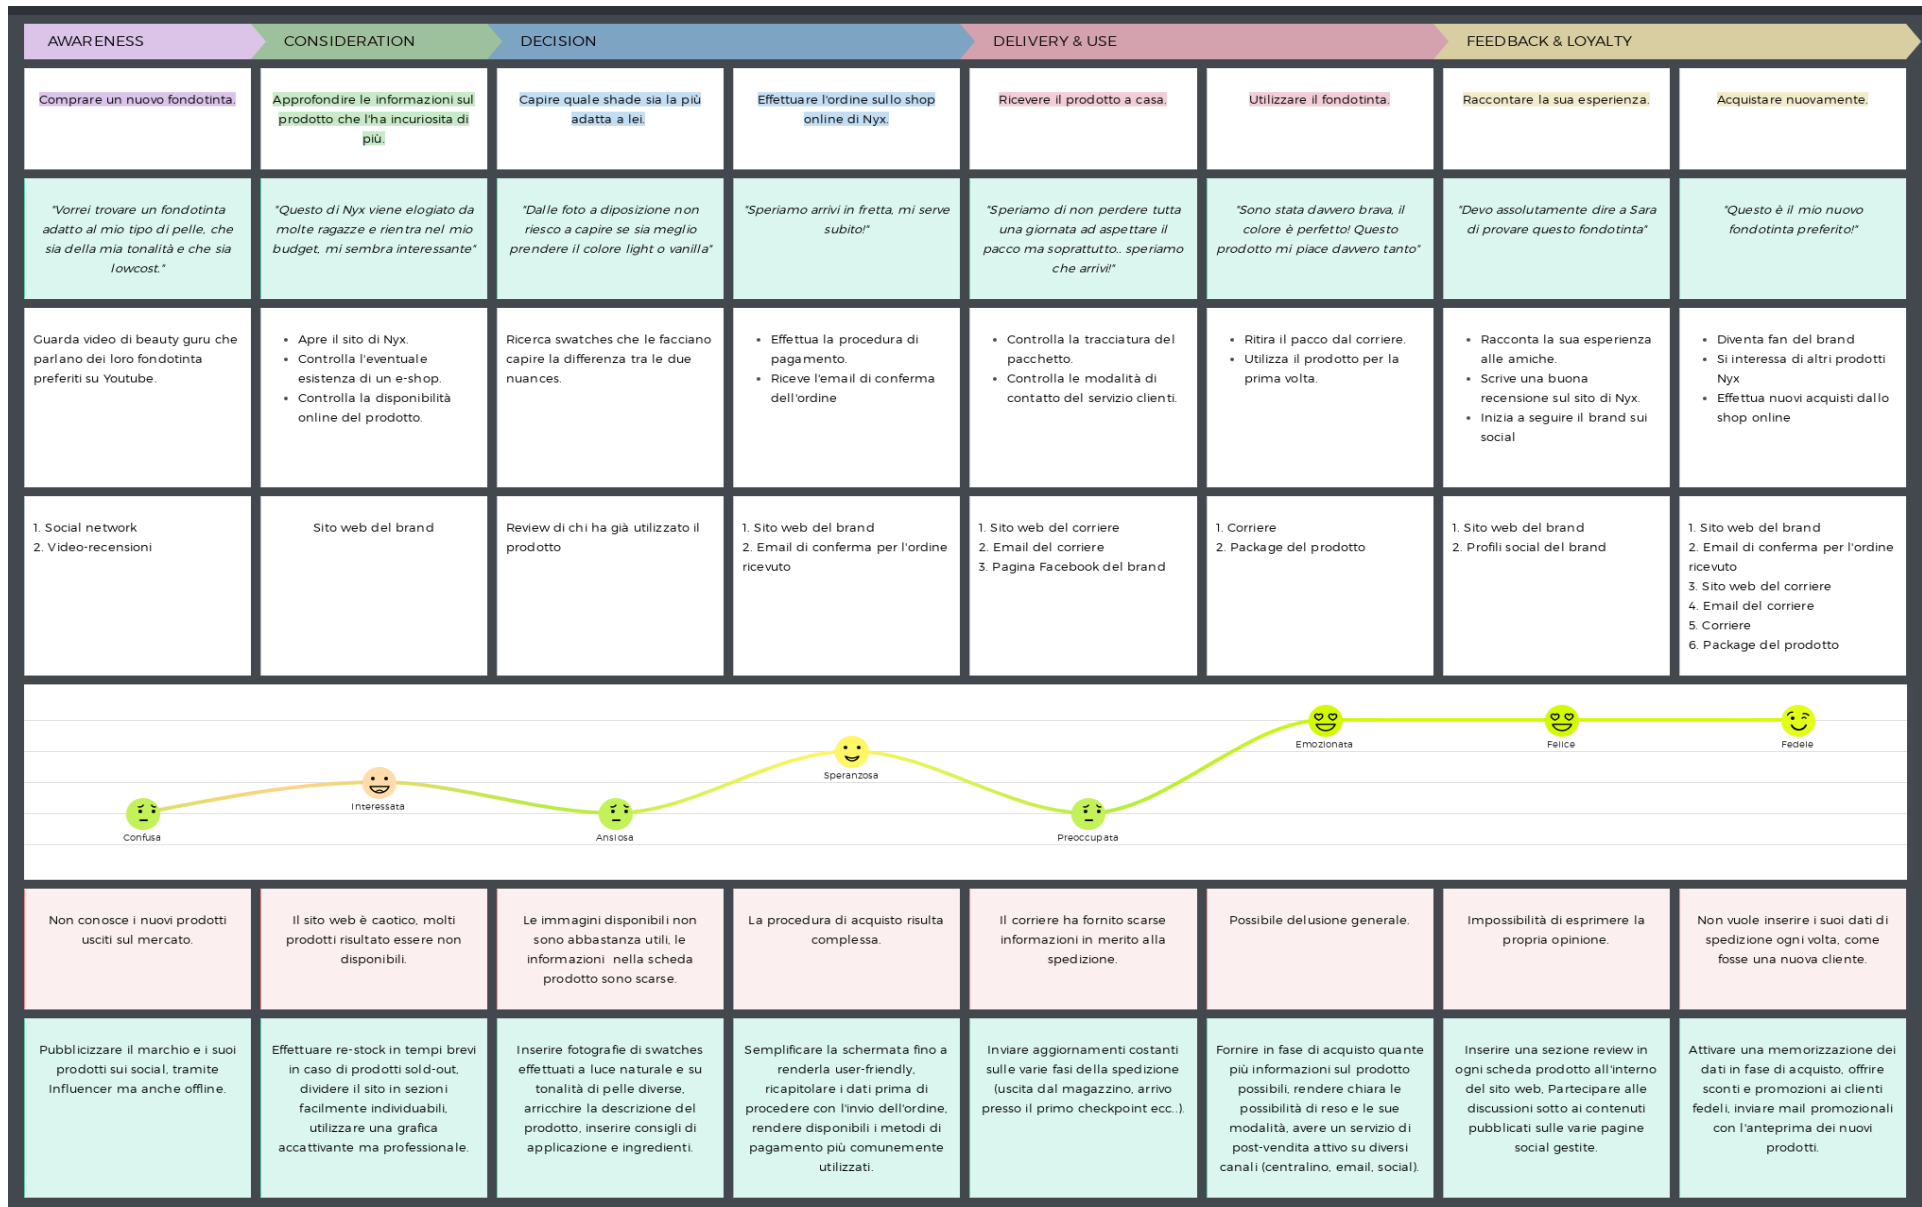 AWARENESS
CONSIDERATION
DECISION
DELIVERY & USE
FEEDBACK & LOYALTY
Comprare un nuovo fondotinta.
Approfondire le informazioni sul
prodotto che l'ha incuriosita di
più.
Capire quale shade sia la più
adatta a lei.
Effettuare l'ordine sullo shop
online di Nyx.
Ricevere il prodotto a casa.
Utilizzare il fondotinta.
Raccontare la sua esperienza.
Acquistare nuovamente.
"Vorrei trovare un fondotinta
adatto al mio tipo di pelle, che
sia della mia tonalità e che sia
lowcost."
"Questo di Nyx viene elogiato da
molte ragazze e rientra nel mio
budget, mi sembra interessante"
"Dalle foto a diposizione non
riesco a capire se sia meglio
prendere il colore light o vanilla"
"Speriamo arrivi in fretta, mi serve
subito!"
"Speriamo di non perdere tutta
una giornata ad aspettare il
pacco ma soprattutto.. speriamo
che arrivi!"
"Sono stata davvero brava, il
colore è perfetto! Questo
prodotto mi piace davvero tanto"
"Devo assolutamente dire a Sara
di provare questo fondotinta"
"Questo è il mio nuovo
fondotinta preferito!"
Guarda video di beauty guru che
parlano dei loro fondotinta
preferiti su Youtube.
• Apre il sito di Nyx.
• Controlla l'eventuale
esistenza di un e-shop.
• Controlla la disponibilità
online del prodotto.
Ricerca swatches che le facciano
capire la differenza tra le due
nuances.
• Effettua la procedura di
pagamento.
• Riceve l'email di conferma
dell'ordine
• Controlla la tracciatura del
pacchetto.
• Controlla le modalità di
contatto del servizio clienti.
• Ritira il pacco dal corriere.
• Utilizza il prodotto per la
prima volta.
• Racconta la sua esperienza
alle amiche.
• Scrive una buona
recensione sul sito di Nyx.
• Inizia a seguire il brand sui
social
• Diventa fan del brand
• Si interessa di altri prodotti
Nyx
• Effettua nuovi acquisti dallo
shop online
1. Social network
2. Video-recensioni
Sito web del brand
Review di chi ha già utilizzato il
prodotto
1. Sito web del brand
2. Email di conferma per l'ordine
ricevuto
1. Sito web del corriere
2. Email del corriere
3. Pagina Facebook del brand
1. Corriere
2. Package del prodotto
1. Sito web del brand
2. Profili social del brand
1. Sito web del brand
2. Email di conferma per l'ordine
ricevuto
3. Sito web del corriere
4. Email del corriere
5. Corriere
6. Package del prodotto
Confusa
Interessata
Ansiosa
Speranzosa
Preoccupata
Emozionata
Felice
Fedele
Non conosce i nuovi prodotti
usciti sul mercato.
Il sito web è caotico, molti
prodotti risultato essere non
disponibili.
Le immagini disponibili non
sono abbastanza utili, le
informazioni nella scheda
prodotto sono scarse.
La procedura di acquisto risulta
complessa.
Il corriere ha fornito scarse
informazioni in merito alla
spedizione.
Possibile delusione generale.
Impossibilità di esprimere la
propria opinione.
Non vuole inserire i suoi dati di
spedizione ogni volta, come
fosse una nuova cliente.
Pubblicizzare il marchio e i suoi
prodotti sui social, tramite
Influencer ma anche offline.
Effettuare re-stock in tempi brevi
in caso di prodotti sold-out,
dividere il sito in sezioni
facilmente individuabili,
utilizzare una grafica
accattivante ma professionale.
Inserire fotografie di swatches
effettuati a luce naturale e su
tonalità di pelle diverse,
arricchire la descrizione del
prodotto, inserire consigli di
applicazione e ingredienti.
Semplificare la schermata fino a
renderla user-friendly,
ricapitolare i dati prima di
procedere con l'invio dell'ordine,
rendere disponibili i metodi di
pagamento più comunemente
utilizzati.
Inviare aggiornamenti costanti
sulle varie fasi della spedizione
(uscita dal magazzino, arrivo
presso il primo checkpoint ecc..).
Fornire in fase di acquisto quante
più informazioni sul prodotto
possibili, rendere chiara le
possibilità di reso e le sue
modalità, avere un servizio di
post-vendita attivo su diversi
canali (centralino, email, social).
Inserire una sezione review in
ogni scheda prodotto all'interno
del sito web, Partecipare alle
discussioni sotto ai contenuti
pubblicati sulle varie pagine
social gestite.
Attivare una memorizzazione dei
dati in fase di acquisto, offrire
sconti e promozioni ai clienti
fedeli, inviare mail promozionali
con l'anteprima dei nuovi
prodotti.